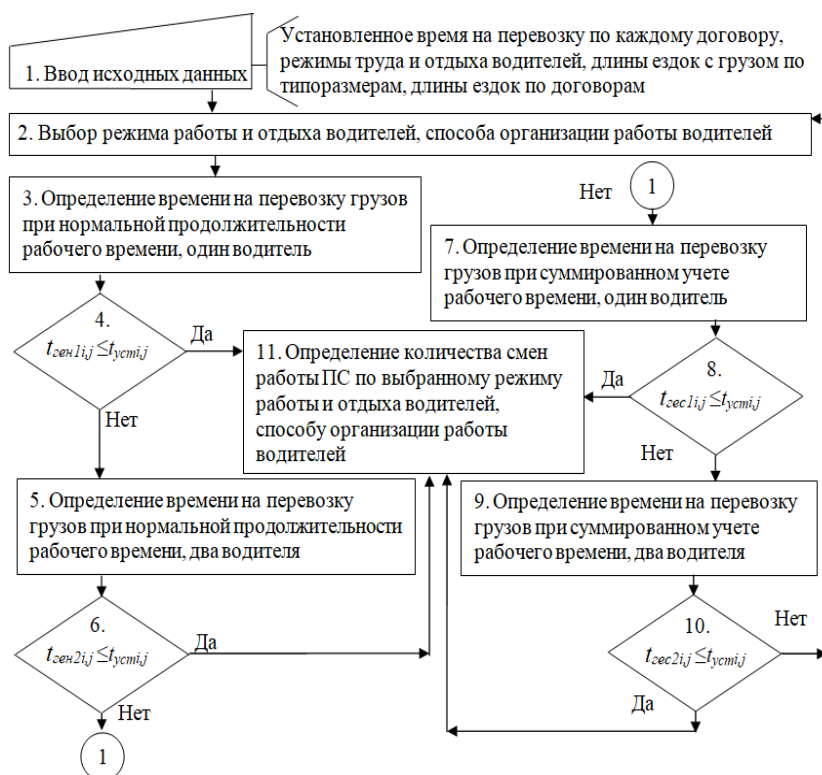 1. Ввод исходных данных
Установленное время на перевозку по каждому договору,
режимы труда и отдыха водителей, длины ездок с грузом по
типоразмерам, длины ездок по договорам
2. Выбор режима работы и отдыха водителей, способа организации работы водителей
3. Определение времени на перевозку грузов
при нормальной продолжительности
рабочего времени, один водитель
4.
tген1i,j ≤tустi,j
Да
Нет
5. Определение времени на перевозку
грузов при нормальной продолжительности
рабочего времени, два водителя
6.
tген2i,j ≤tустi,j
Да
Нет
1
Нет
1
7. Определение времени на перевозку
грузов при суммированном учете
рабочего времени, один водитель
8.
tгес1i,j ≤tустi,j
Да
Нет
9. Определение времени на перевозку
грузов при суммированном учете
рабочего времени, два водителя
10.
tгес2i,j ≤tустi,j
Нет
Да
11. Определение количества смен
работы ПС по выбранному режиму
работы и отдыха водителей,
способу организации работы
водителей